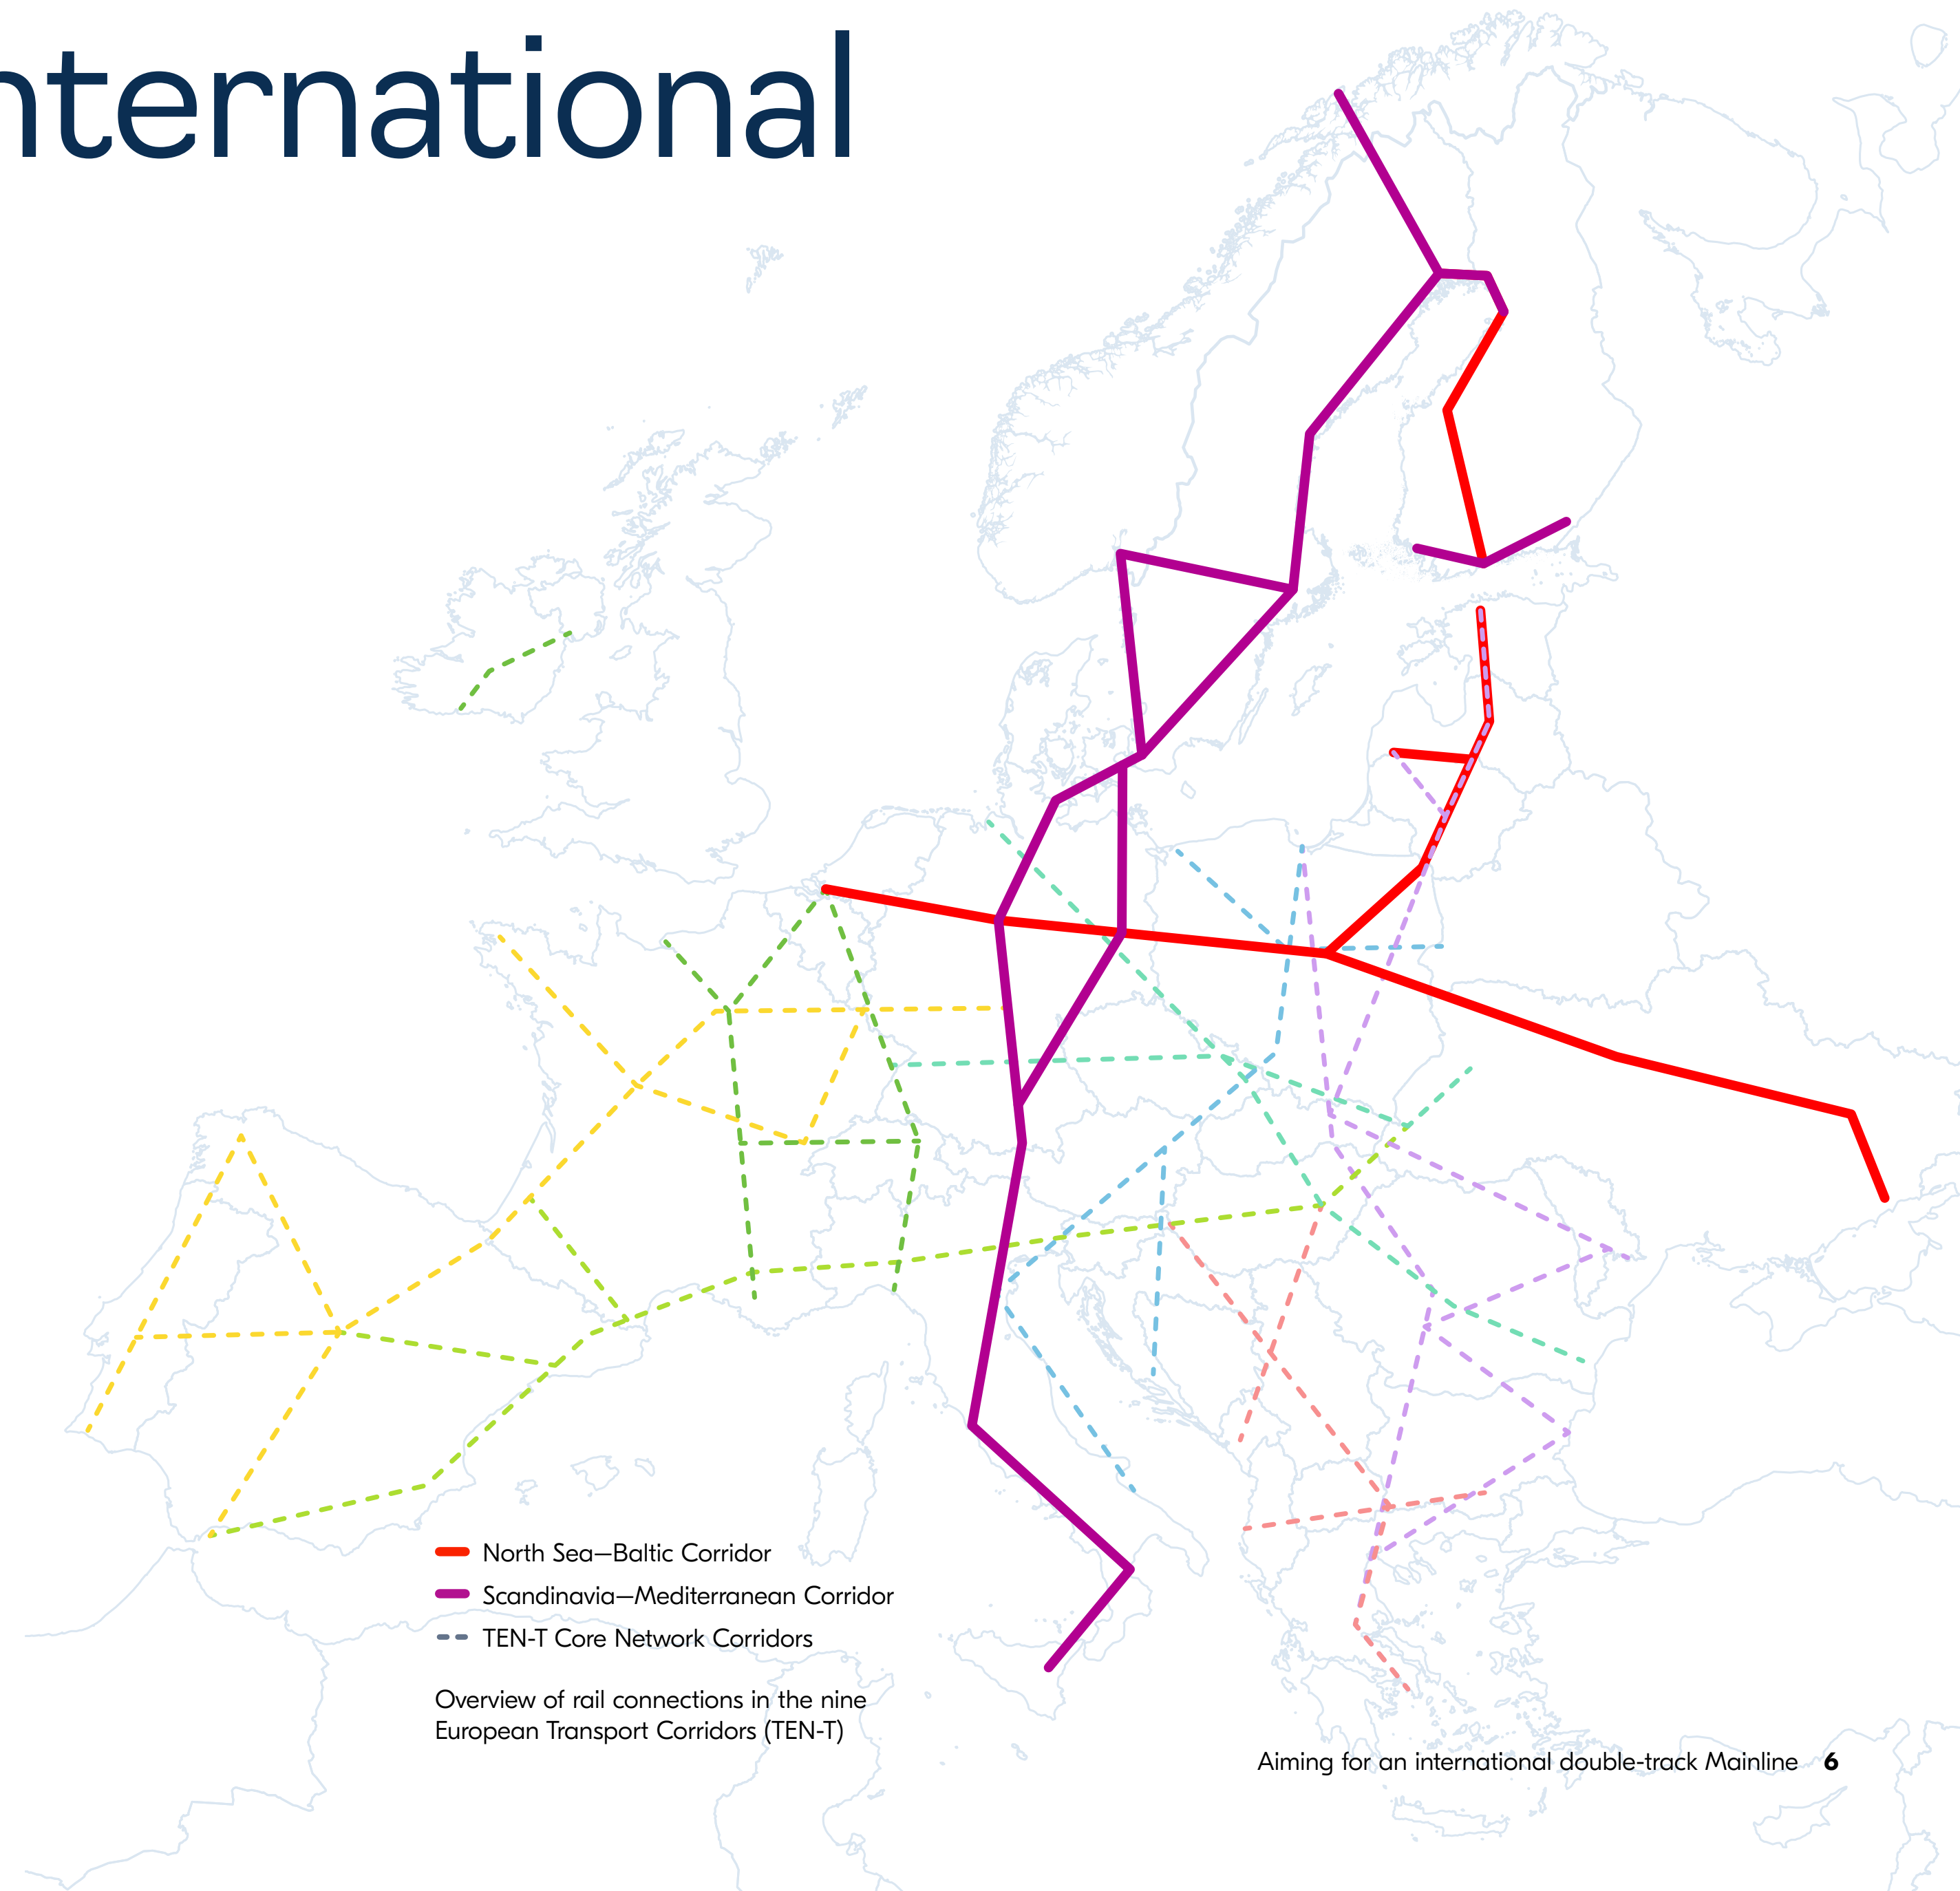 nternational
North Sea—Baltic Corridor
Scandinavia—Mediterranean Corridor
TEN-T Core Network Corridors
Overview of rail connections in the nine
European Transport Corridors (TEN-T)
Aiming for an international double-track Mainline 6